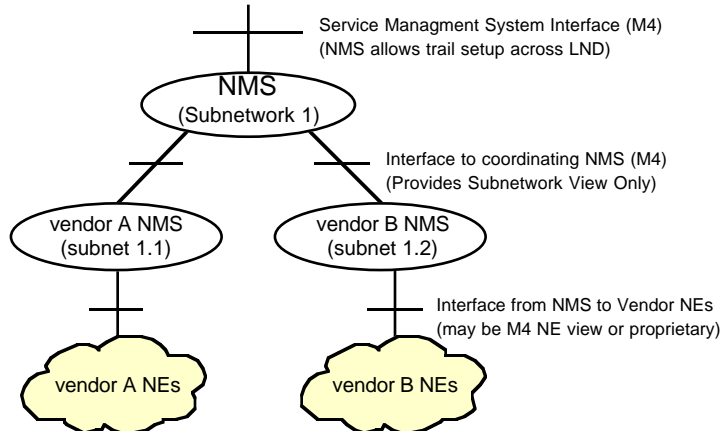 Service Managment System Interface (M4)
(NMS allows trail setup across LND)
NMS
(Subnetwork 1)
Interface to coordinating NMS (M4)
(Provides Subnetwork View Only)
vendor A NMS
(subnet 1.1)
vendor B NMS
(subnet 1.2)
Interface from NMS to Vendor NEs
(may be M4 NE view or proprietary)
vendor A NEs
vendor B NEs